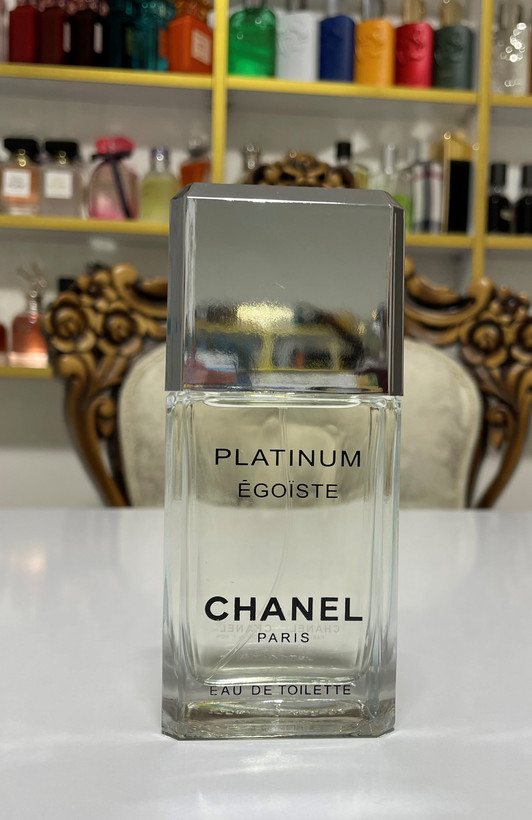 PLATINUM
ÉGOÏSTE
CHANEL
PARIS
EAU DE TOILETTE